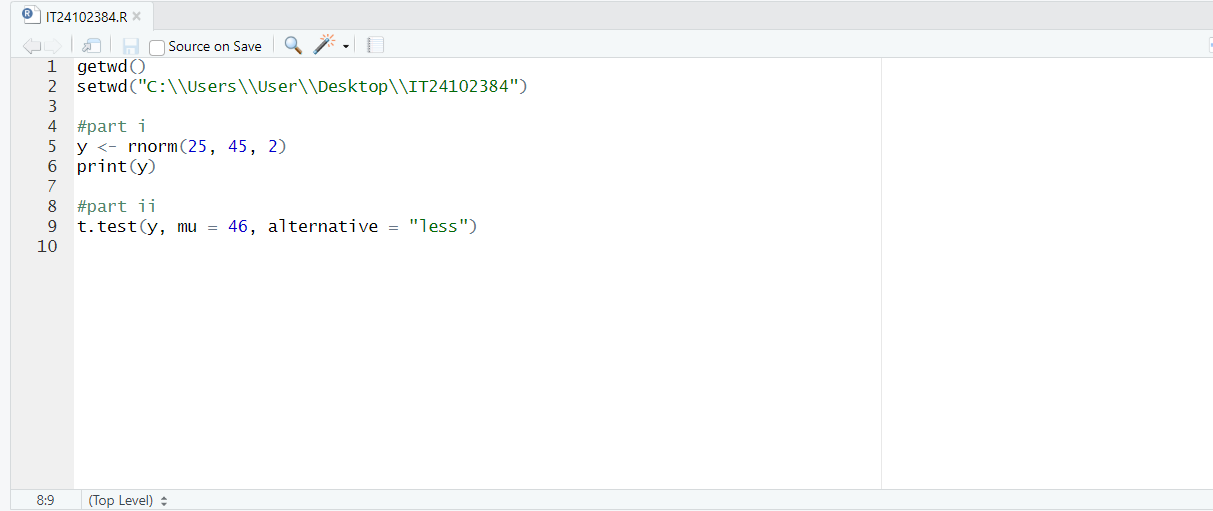 IT24102384.R
Source on Save
1 getwd()
2 setwd("C:\\Users\\User\\Desktop\\IT24102384")
3
4 #part i
5 y <- rnorm(25, 45, 2)
6 print(y)
7
8 #part ii
9 t.test(y, mu = 46, alternative = "less")
10
8:9 (Top Level)